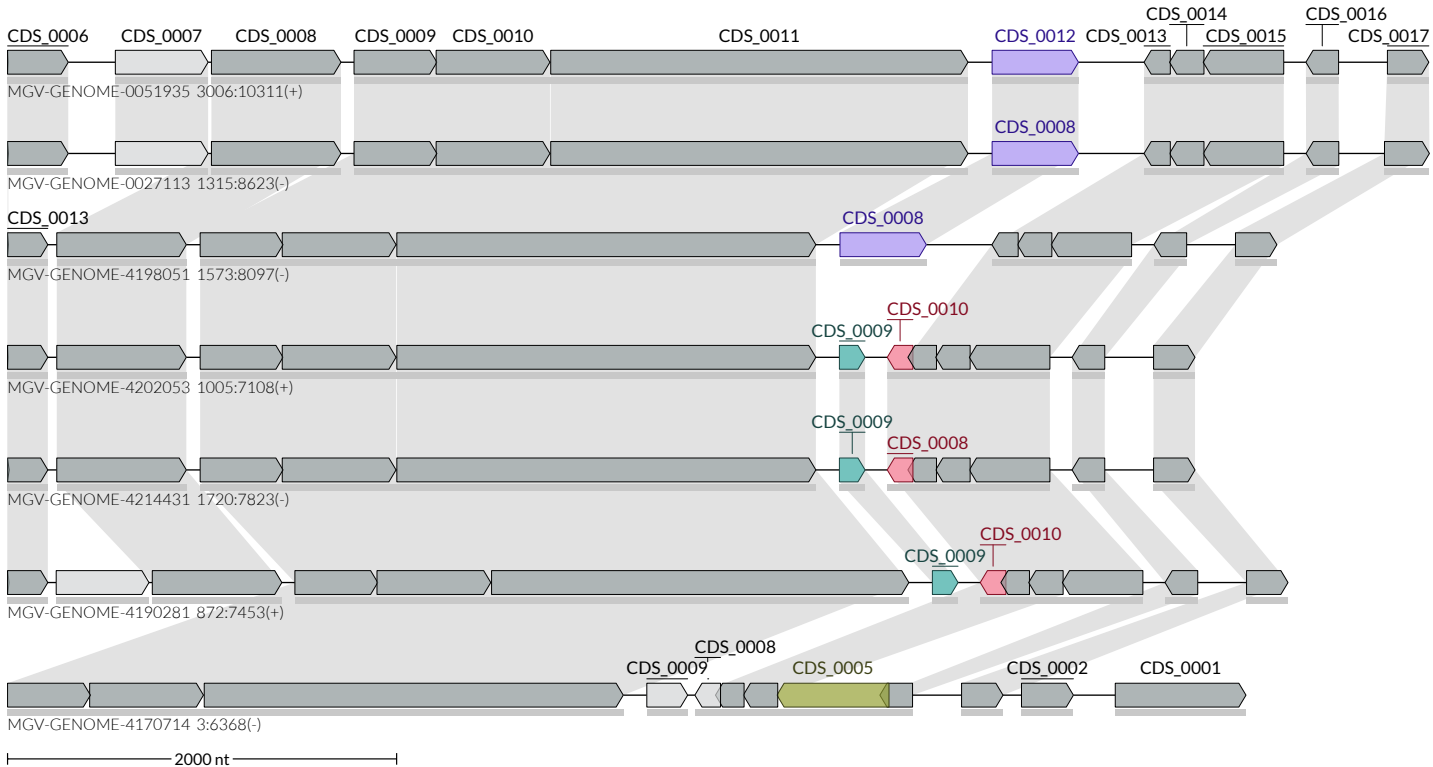 CDS_0014 CDS_0016
CDS_0006 CDS_0007 CDS_0008 CDS_0009 CDS_0010 CDS_0011 CDS_0012 CDS_0013 CDS_0015 CDS_0017
MGV-GENOME-0051935 3006:10311(+)
CDS_0008
MGV-GENOME-0027113 1315:8623(-)
CDS_0013 CDS_0008
MGV-GENOME-4198051 1573:8097(-)
CDS_0010
CDS_0009
MGV-GENOME-4202053 1005:7108(+)
CDS_0009
CDS_0008
MGV-GENOME-4214431 1720:7823(-)
CDS_0010
CDS_0009
MGV-GENOME-4190281 872:7453(+)
CDS_0008
CDS_0009 CDS_0005 CDS_0002 CDS_0001
MGV-GENOME-4170714 3:6368(-)
2000 nt